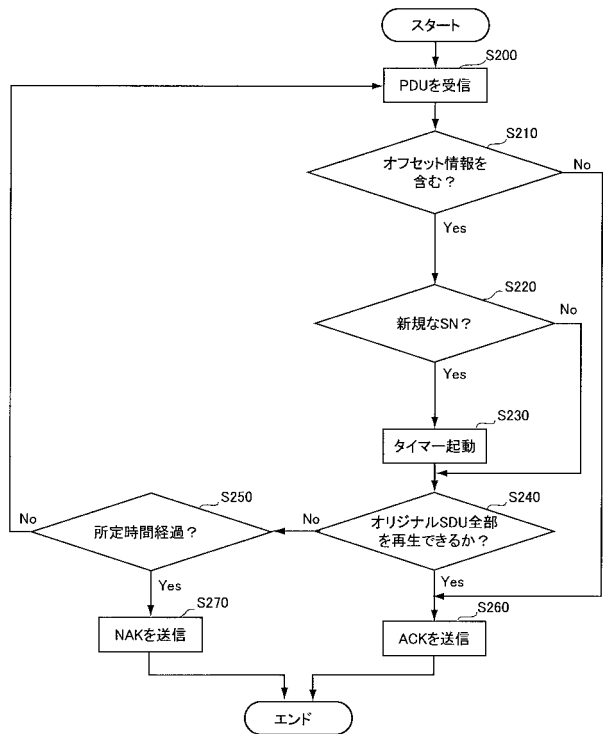 スタート
S200
PDUを受信
S210
オフセット情報を
含む？
No
Yes
S220
新規なSN？
No
Yes
S230
タイマー起動
S240
オリジナルSDU全部
を再生できるか？
No
Yes
S250
所定時間経過？
No
Yes
S270
NAKを送信
S260
ACKを送信
エンド